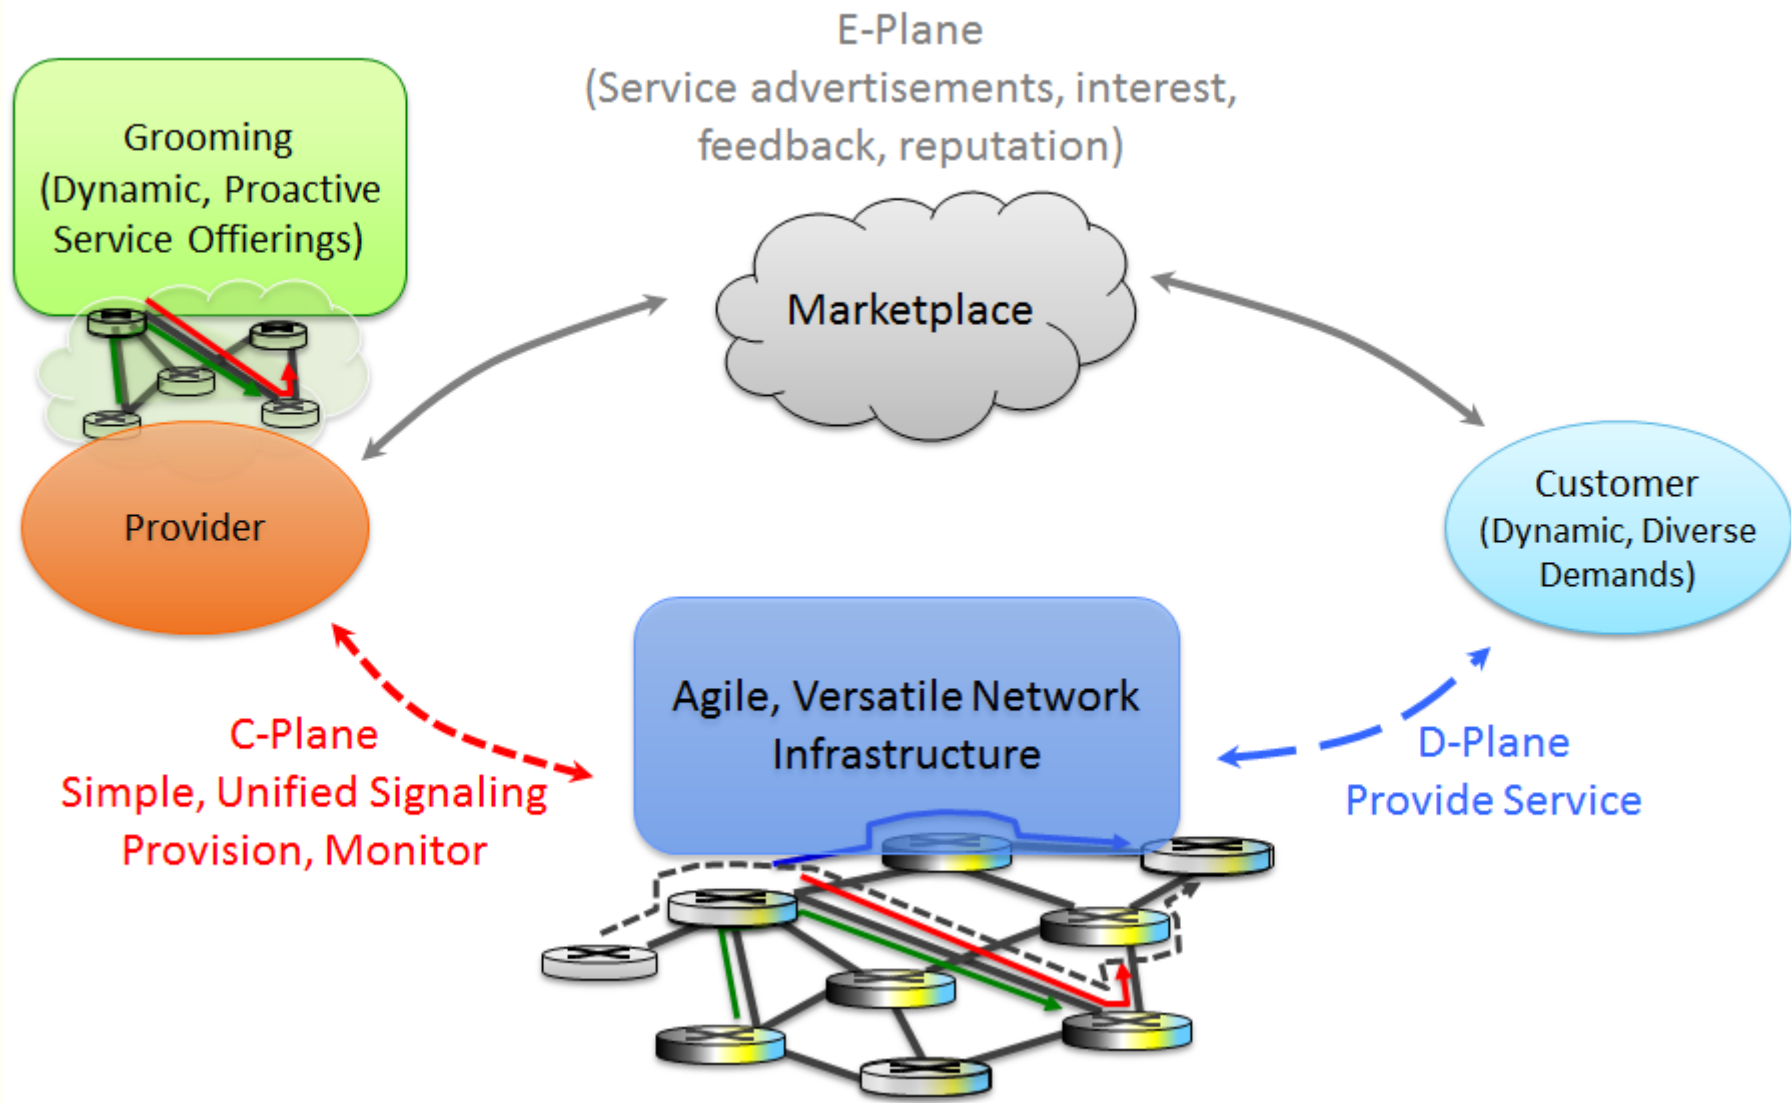 E-Plane
(Service advertisements, interest,
feedback, reputation)
Grooming
(Dynamic, Proactive
Service Offierings)
Marketplace
Provider
Customer
(Dynamic, Diverse
Demands)
Agile, Versatile Network
Infrastructure
C-Plane
Simple, Unified Signaling
Provision, Monitor
D-Plane
Provide Service